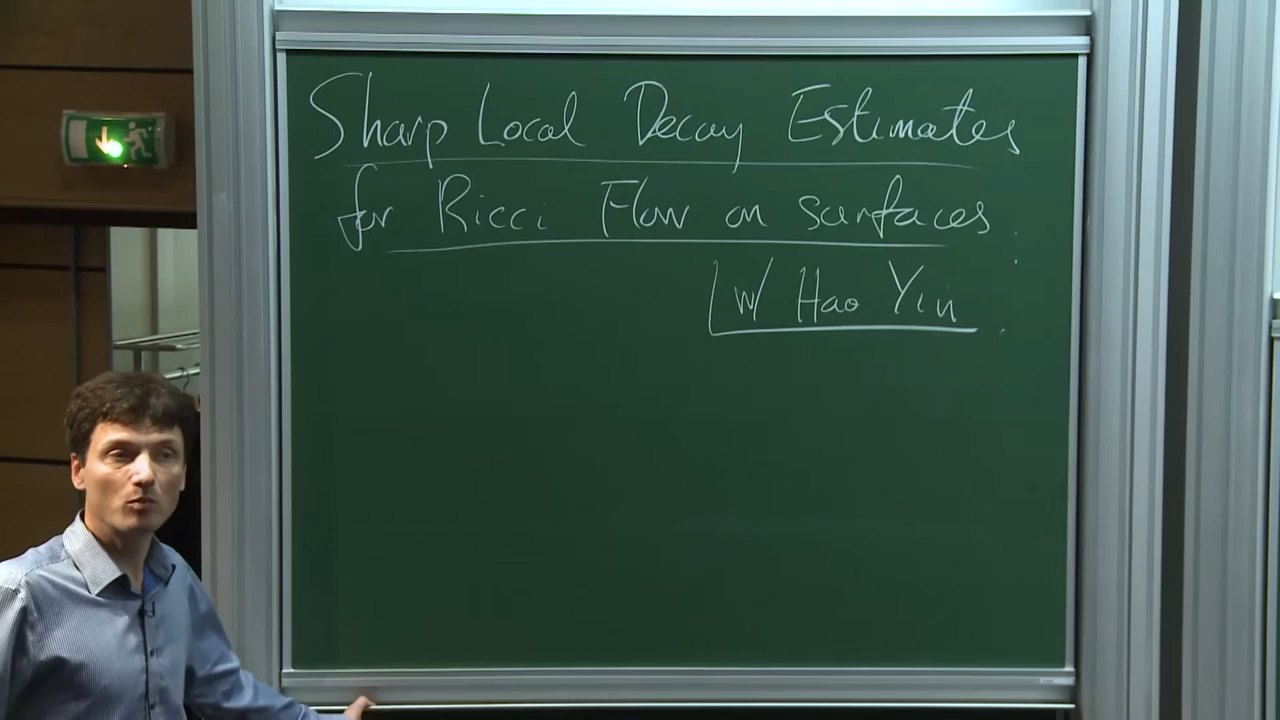 Sharp Local Decay Estimates
for Ricci Flow on surfaces
w/ Hao Yin